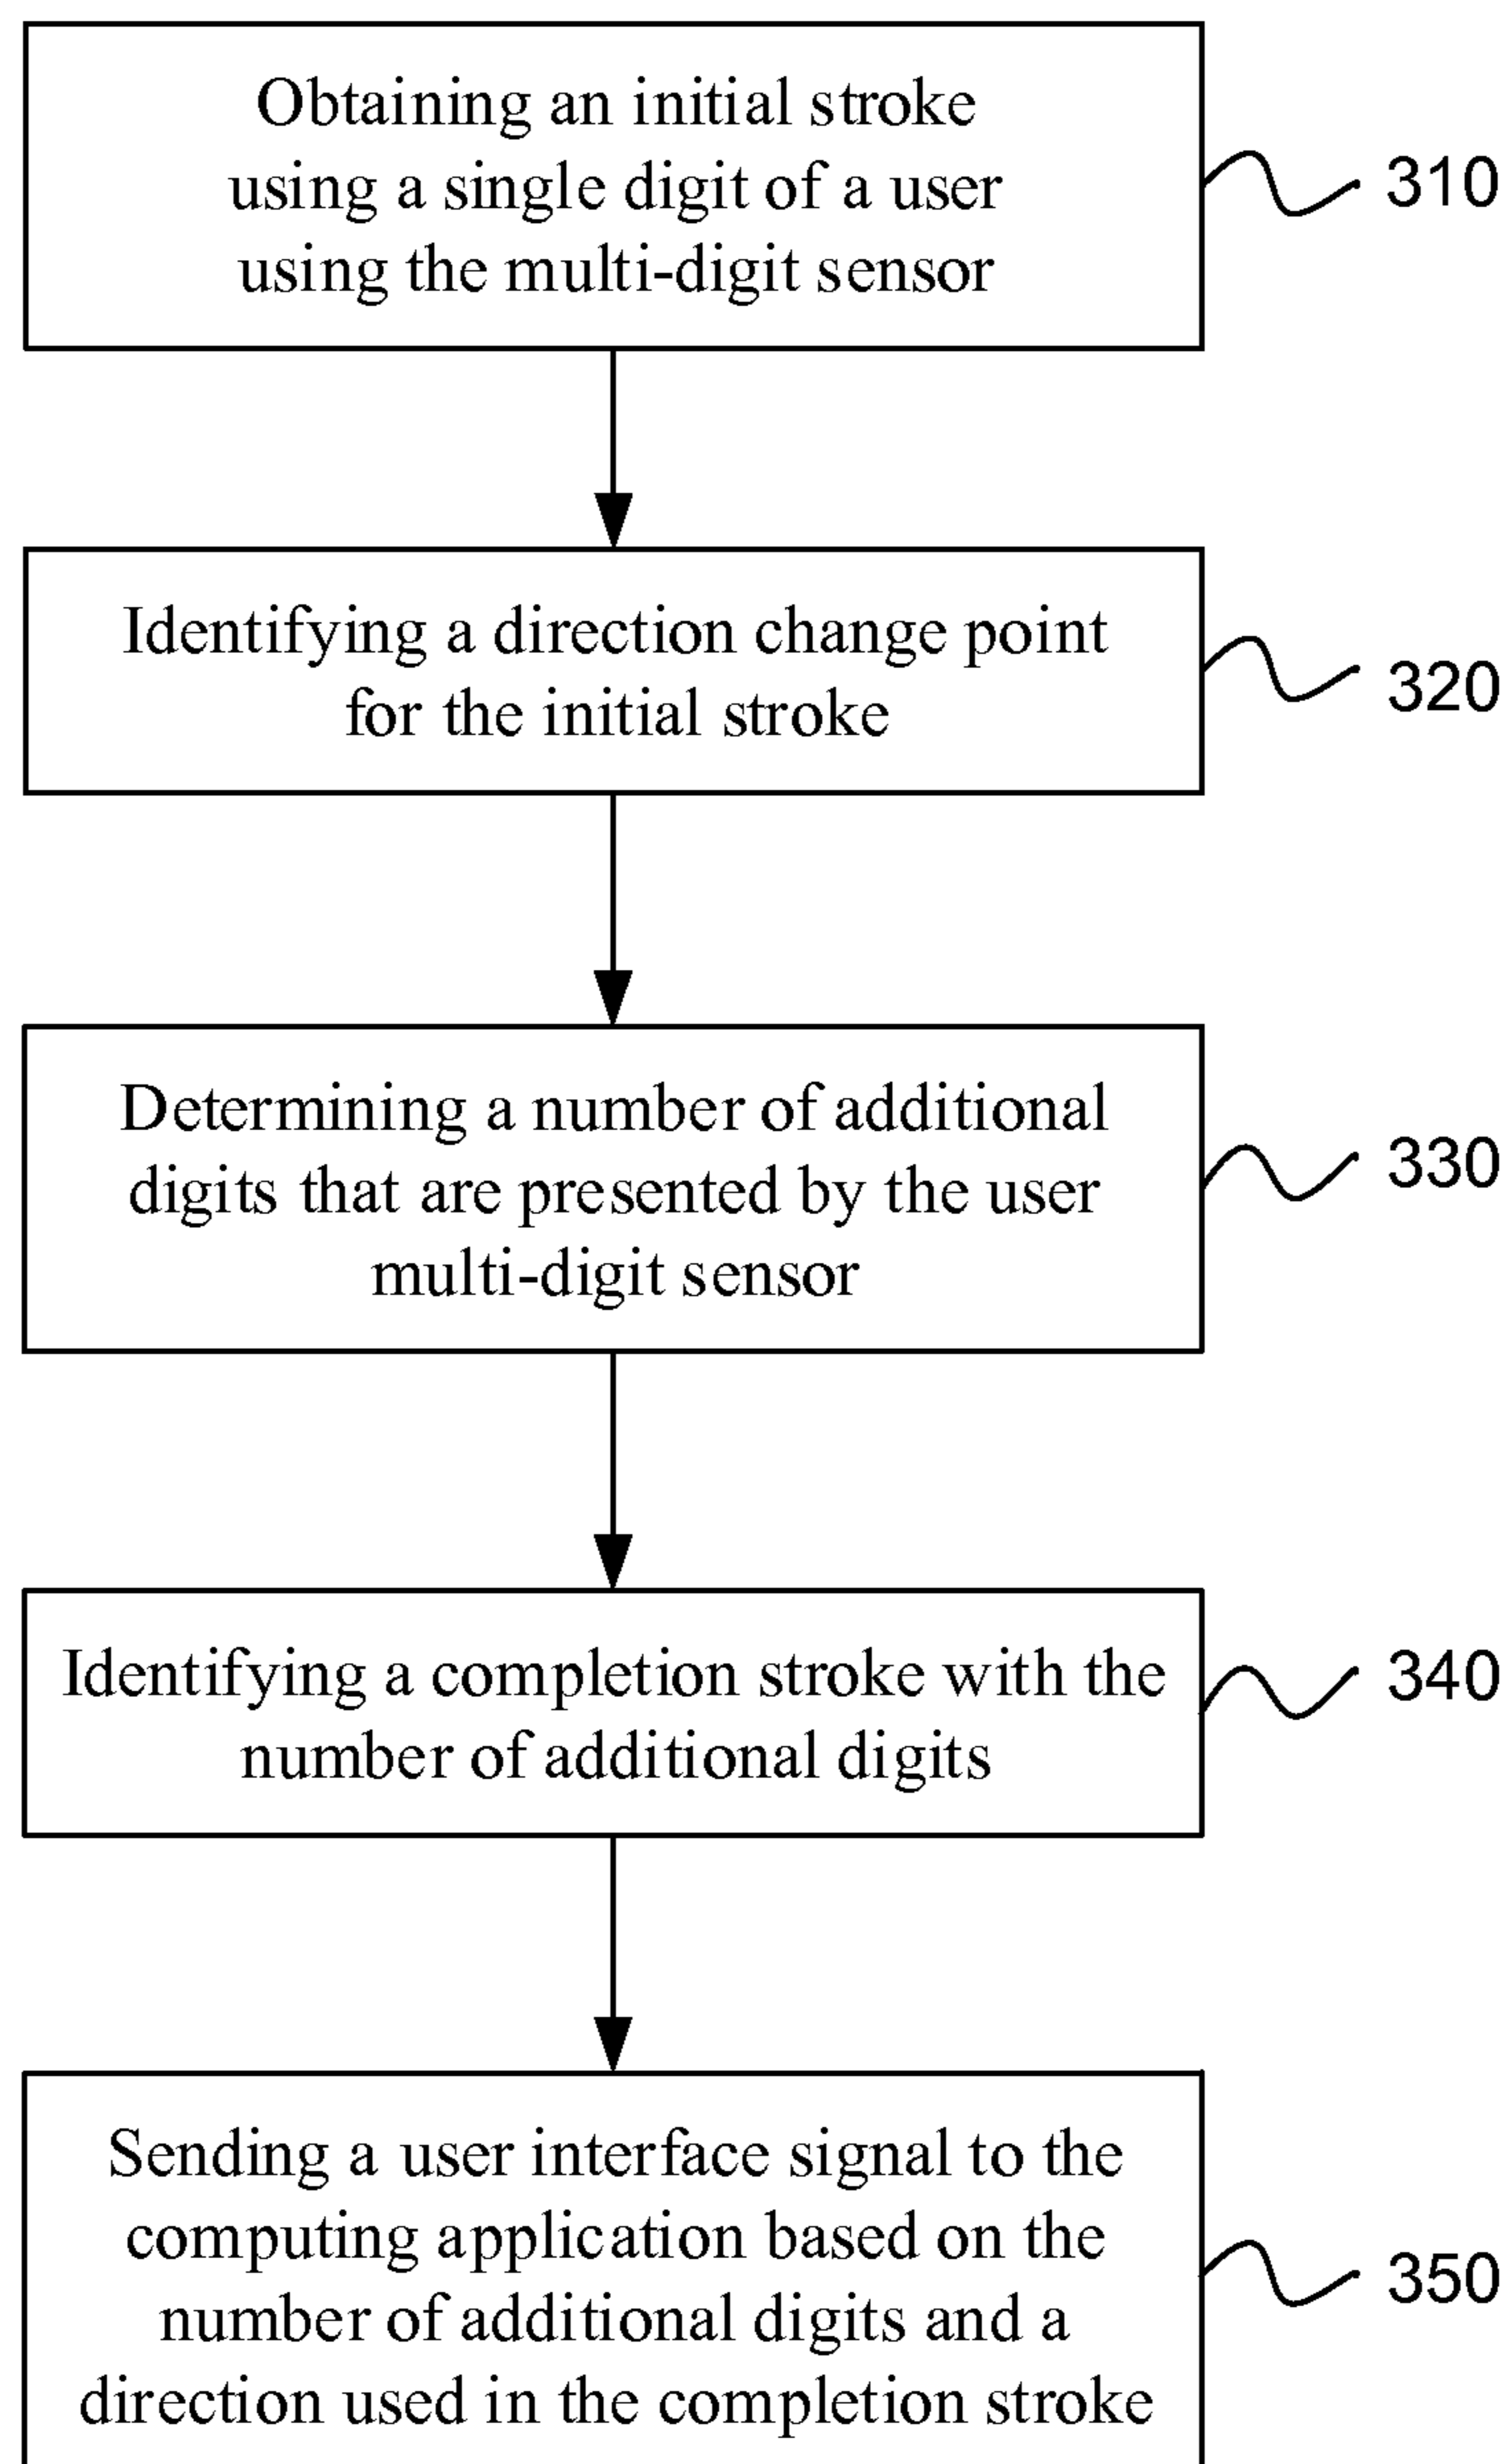 Obtaining an initial stroke
using a single digit of a user
using the multi-digit sensor
310
Identifying a direction change point
for the initial stroke
320
Determining a number of additional
digits that are presented by the user
multi-digit sensor
330
Identifying a completion stroke with the
number of additional digits
340
Sending a user interface signal to the
computing application based on the
number of additional digits and a
direction used in the completion stroke
350